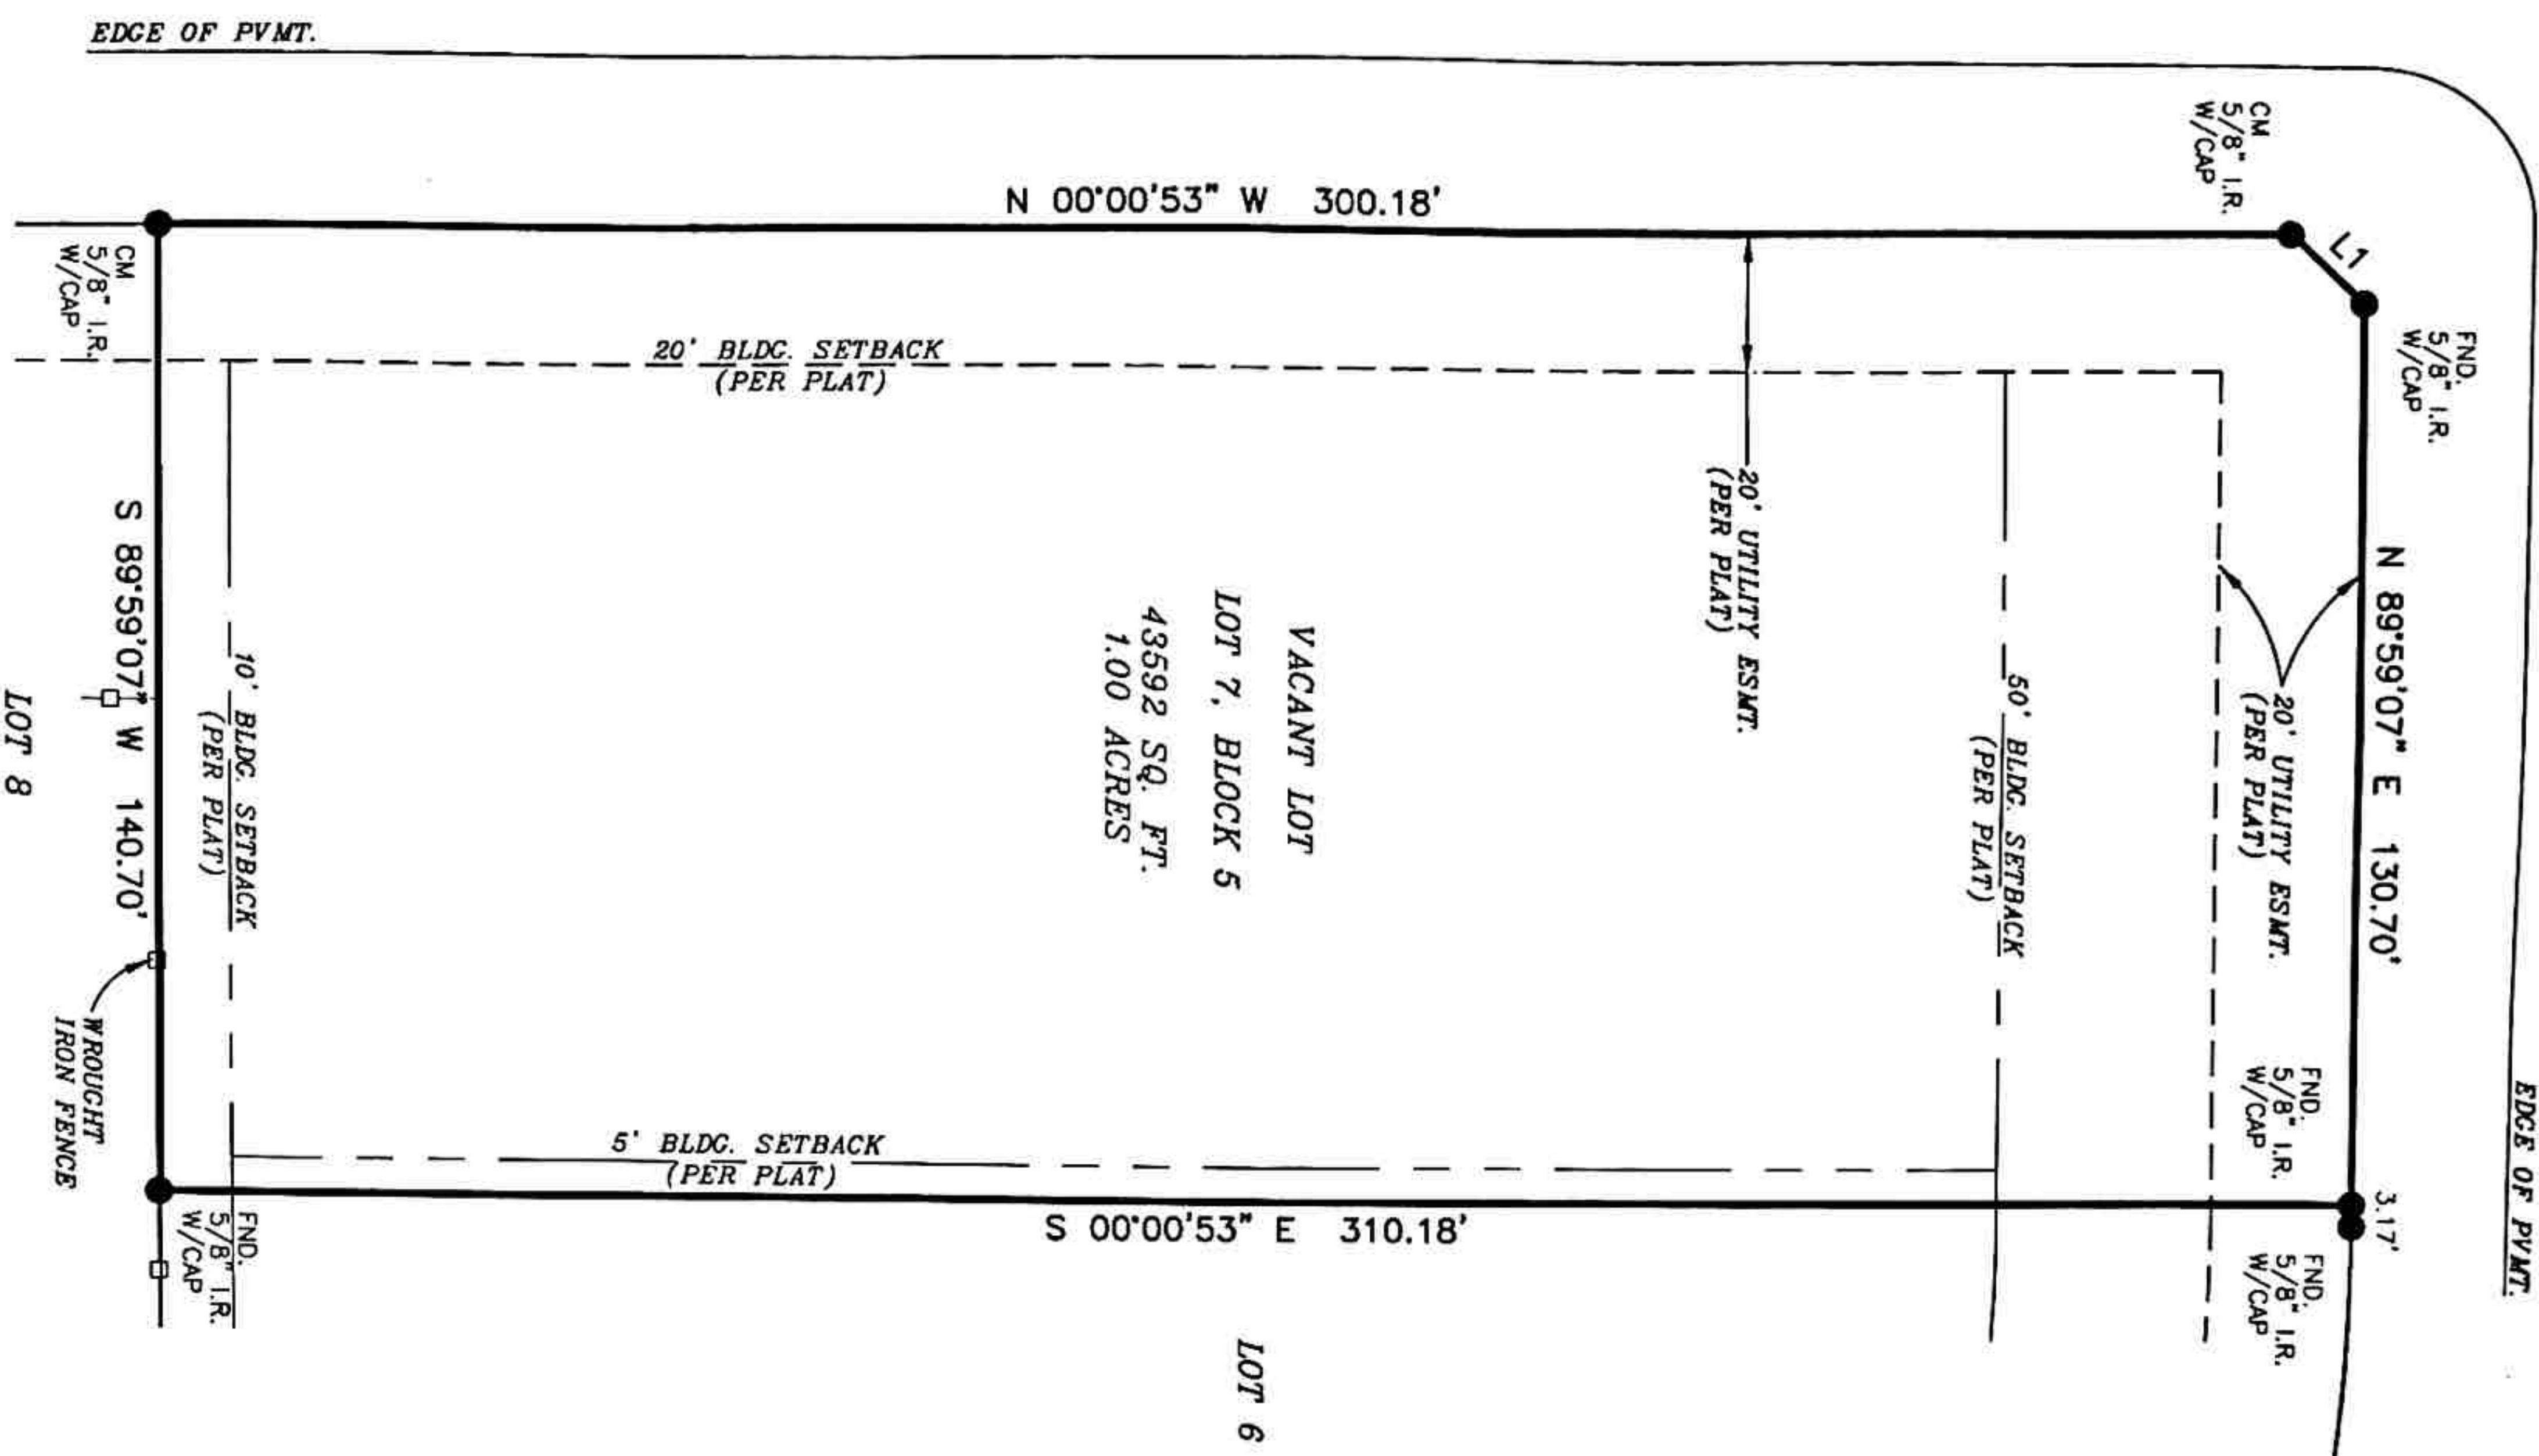 EDGE OF PVMT.
CM
5/8" I.R.
W/CAP
N 00°00'53" W 300.18'
L1
FND.
5/8" I.R.
W/CAP
CM
5/8" I.R.
W/CAP
20' BLDG. SETBACK
(PER PLAT)
20' UTILITY ESMT.
(PER PLAT)
N 89°59'07" E 130.70'
20' UTILITY ESMT.
(PER PLAT)
50' BLDG. SETBACK
(PER PLAT)
VACANT LOT
LOT 7, BLOCK 5
43592 SQ. FT.
1.00 ACRES
S 89°59'07" W 140.70'
10' BLDG. SETBACK
(PER PLAT)
LOT 8
WROUGHT
IRON FENCE
5' BLDG. SETBACK
(PER PLAT)
FND.
5/8" I.R.
W/CAP
3.17'
EDGE OF PVMT.
S 00°00'53" E 310.18'
FND.
5/8" I.R.
W/CAP
FND.
5/8" I.R.
W/CAP
LOT 6